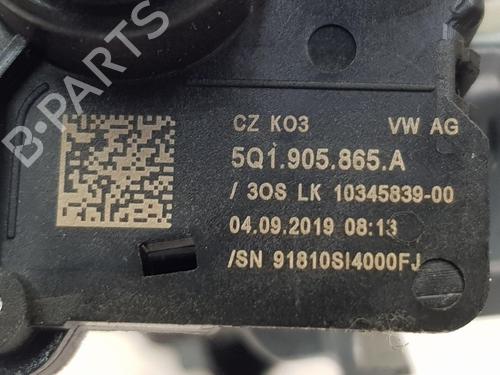 B-PARTS
CZ KO3 VW AG
5Q1.905.865.A
/ 3OS LK 10345839-00
04.09.2019 08:13
/SN 91810SI4000FJ